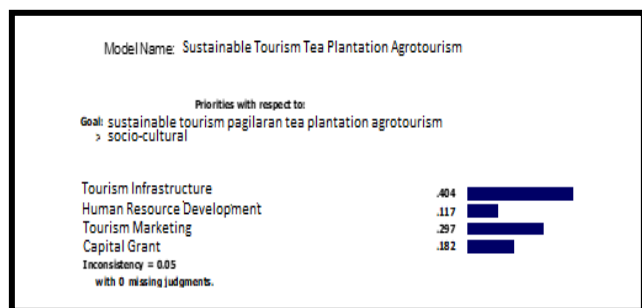 Model Name: Sustainable Tourism Tea Plantation Agrotourism
Priorities with respect to:
Goal: sustainable tourism pagilaran tea plantation agrotourism
> socio-cultural
Tourism Infrastructure .404
Human Resource Development .117
Tourism Marketing .297
Capital Grant .182
Inconsistency = 0.05
with 0 missing judgments.